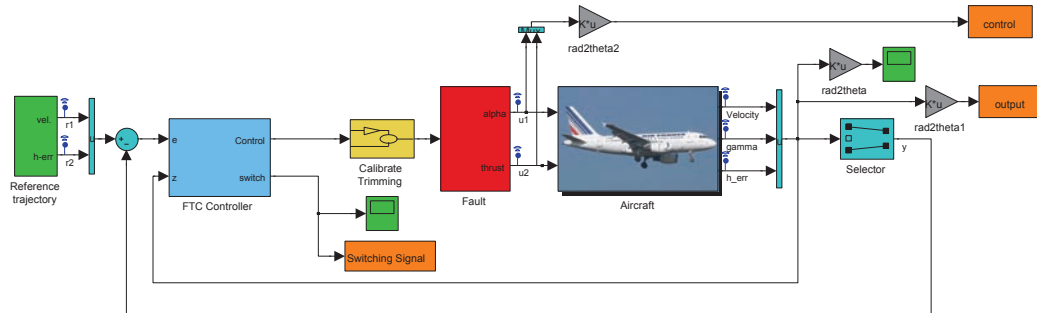 control
K*u
rad2theta2
Mux
K*u
rad2theta
K*u
rad2theta1
output
vel.
r1
h-err
r2
u
Reference
trajectory
+
−
e
z
Control
switch
FTC Controller
Calibrate
Trimming
alpha
thrust
Fault
u1
u2
Aircraft
Velocity
gamma
h_err
u
y
Selector
Switching Signal